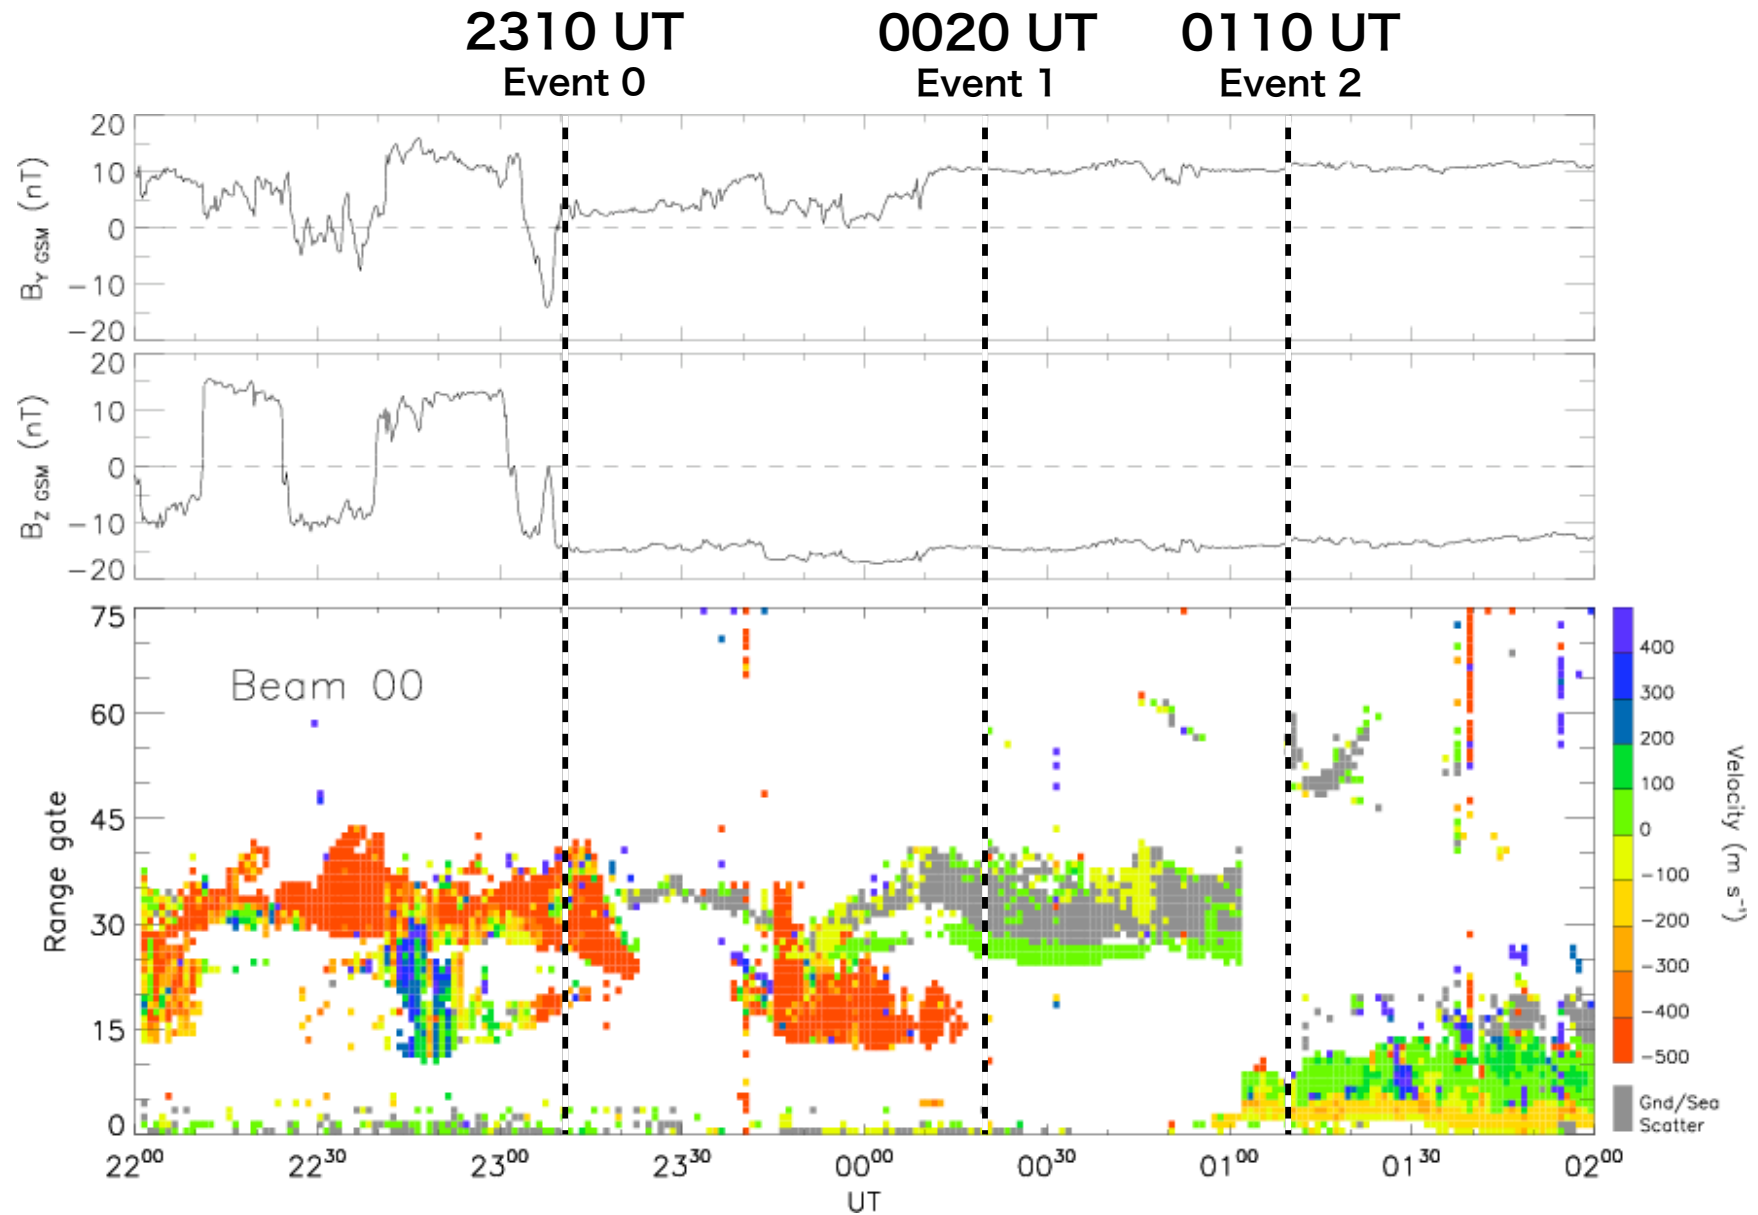 2310 UT 0020 UT 0110 UT
Event 0 Event 1 Event 2
20
10
0
−10
−20
BY GSM (nT)
20
10
0
−10
−20
BZ GSM (nT)
Beam 00
75
60
45
30
15
0
Range gate
22⁰⁰ 22³⁰ 23⁰⁰ 23³⁰ 00⁰⁰ 00³⁰ 01⁰⁰ 01³⁰ 02⁰⁰
UT
400
300
200
100
0
−100
−200
−300
−400
−500
Velocity (m s⁻¹)
Gnd/Sea
Scatter